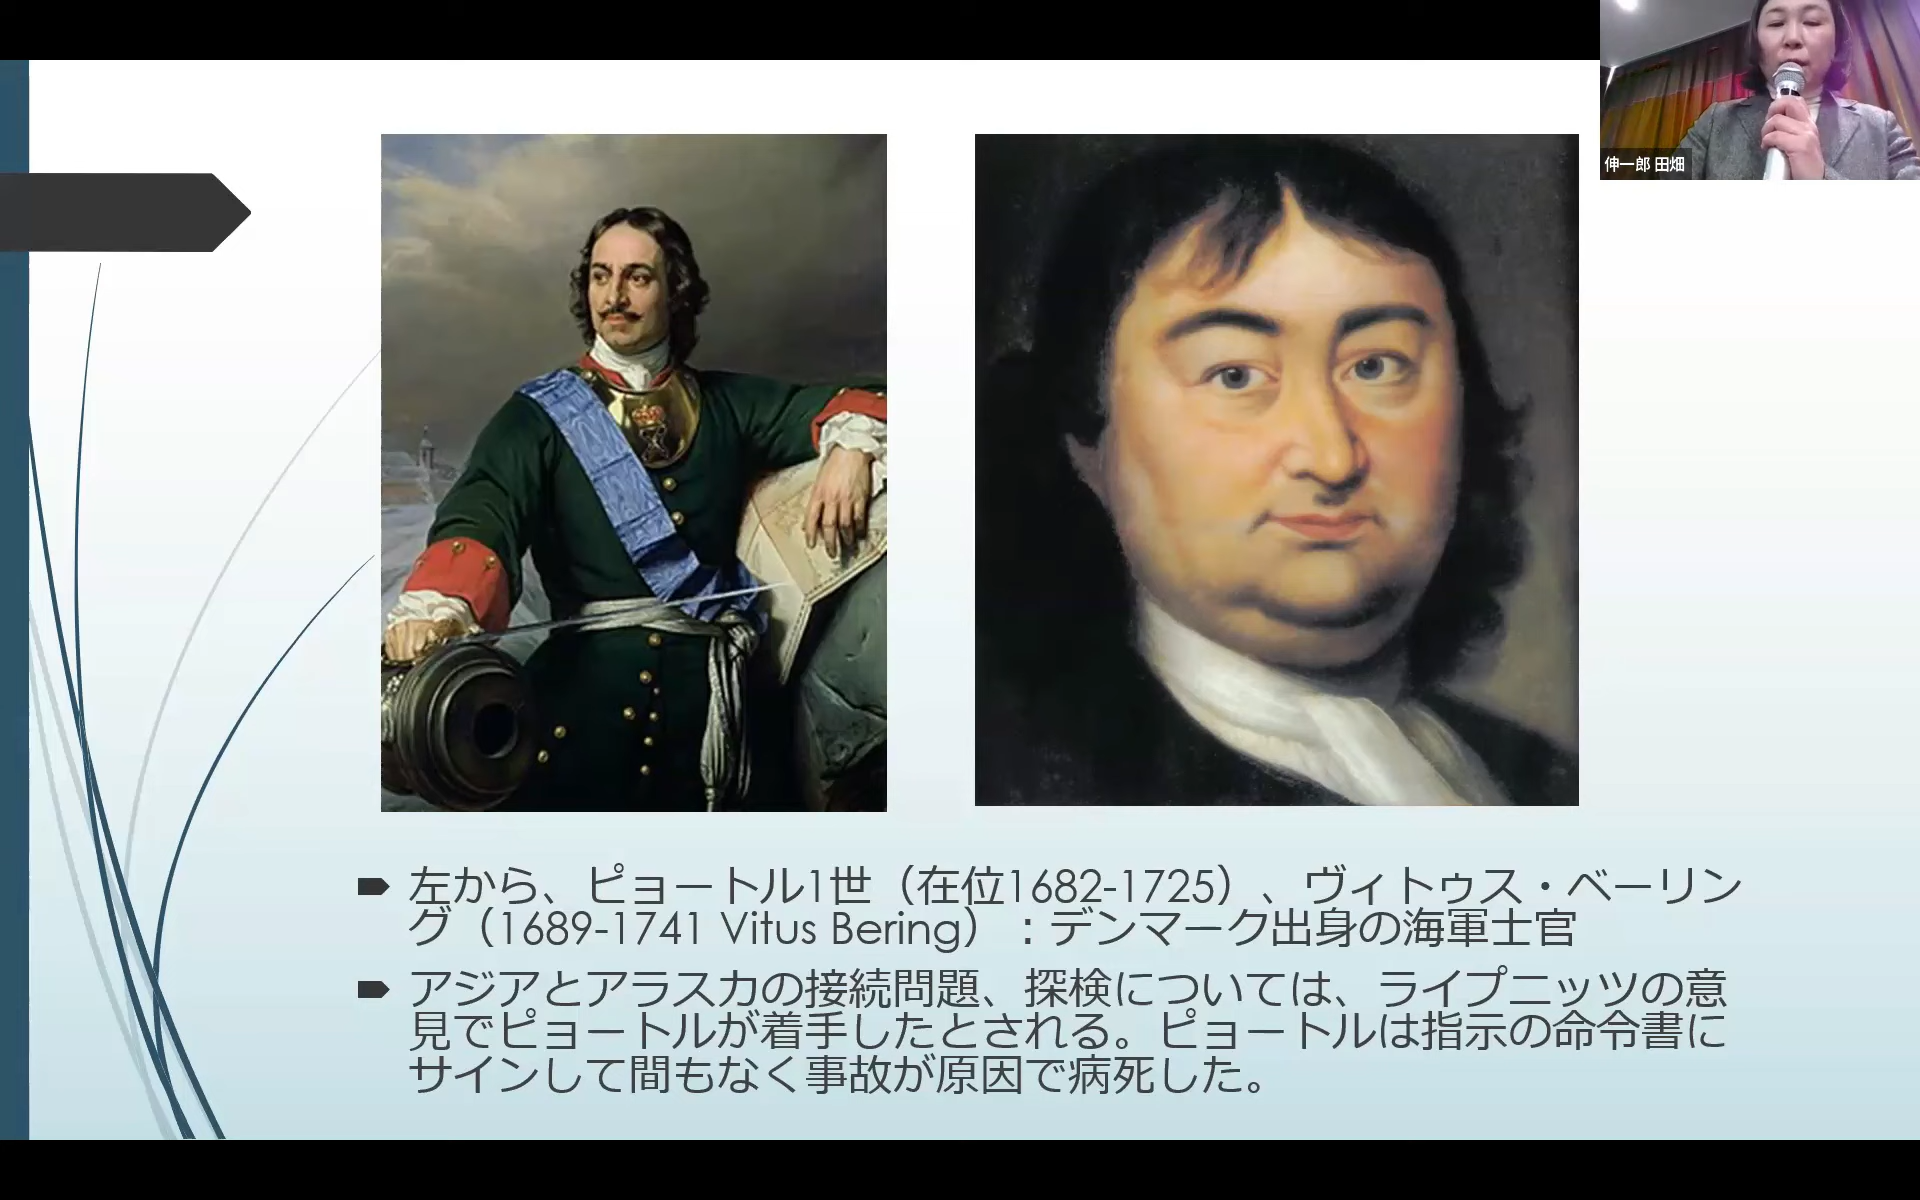 伸一郎 田畑
左から、ピョートル1世（在位1682-1725）、ヴィトゥス・ベーリン
グ（1689-1741 Vitus Bering）：デンマーク出身の海軍士官
アジアとアラスカの接続問題、探検については、ライプニッツの意
見でピョートルが着手したとされる。ピョートルは指示の命令書に
サインして間もなく事故が原因で病死した。